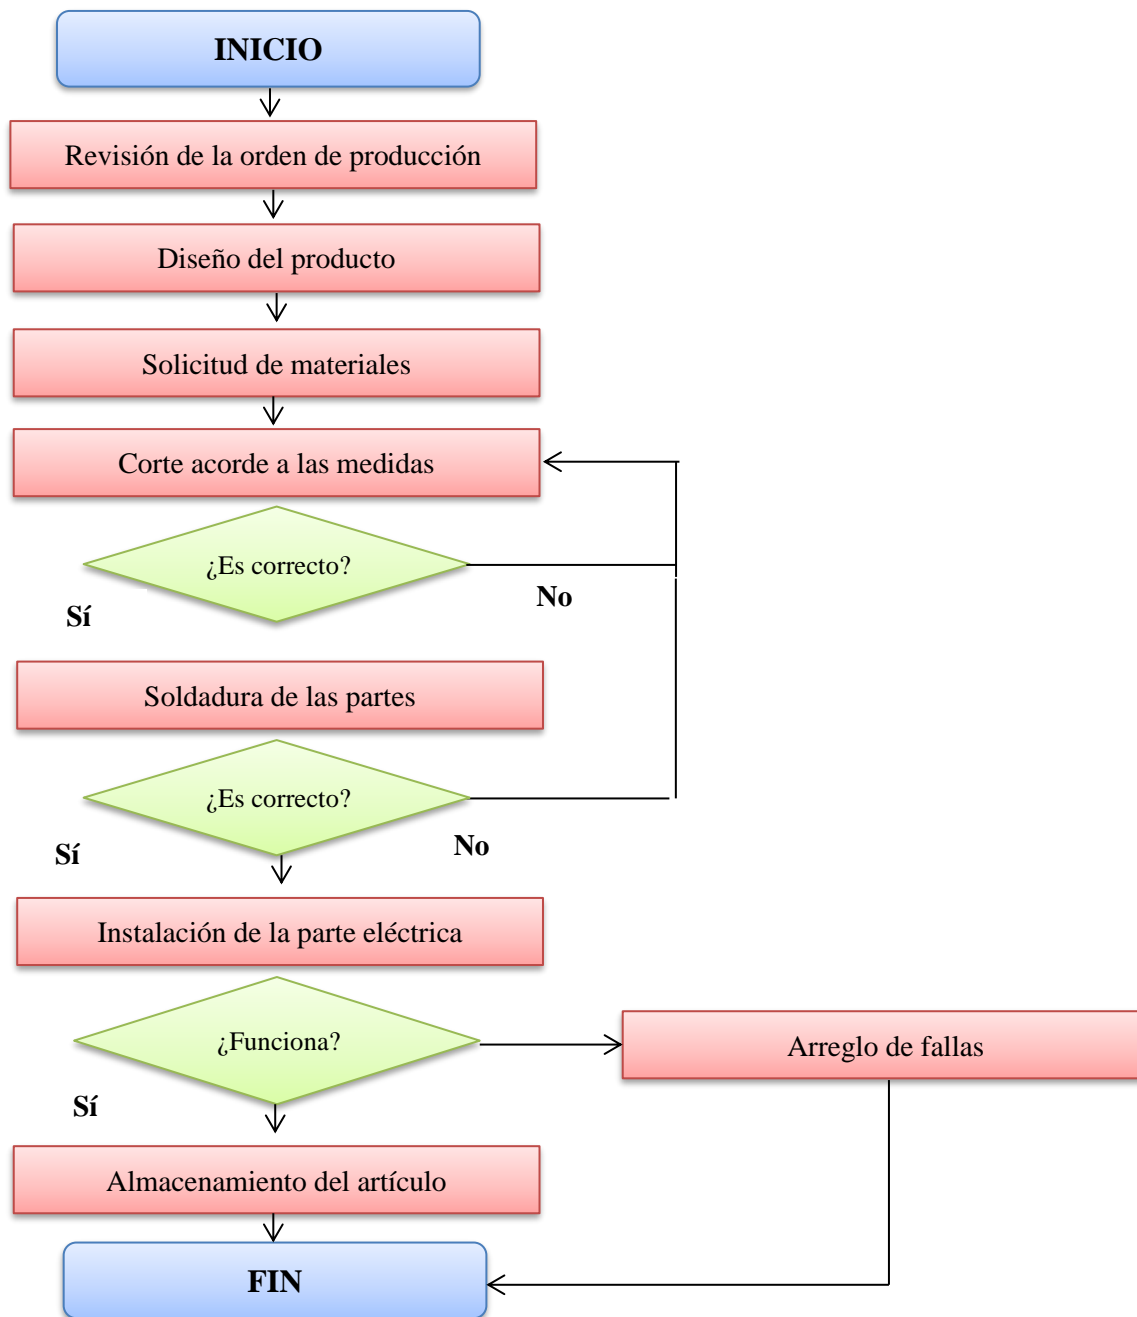 INICIO
Revisión de la orden de producción
Diseño del producto
Solicitud de materiales
Corte acorde a las medidas
¿Es correcto?
No
Sí
Soldadura de las partes
¿Es correcto?
No
Sí
Instalación de la parte eléctrica
¿Funciona?
Arreglo de fallas
Sí
Almacenamiento del artículo
FIN